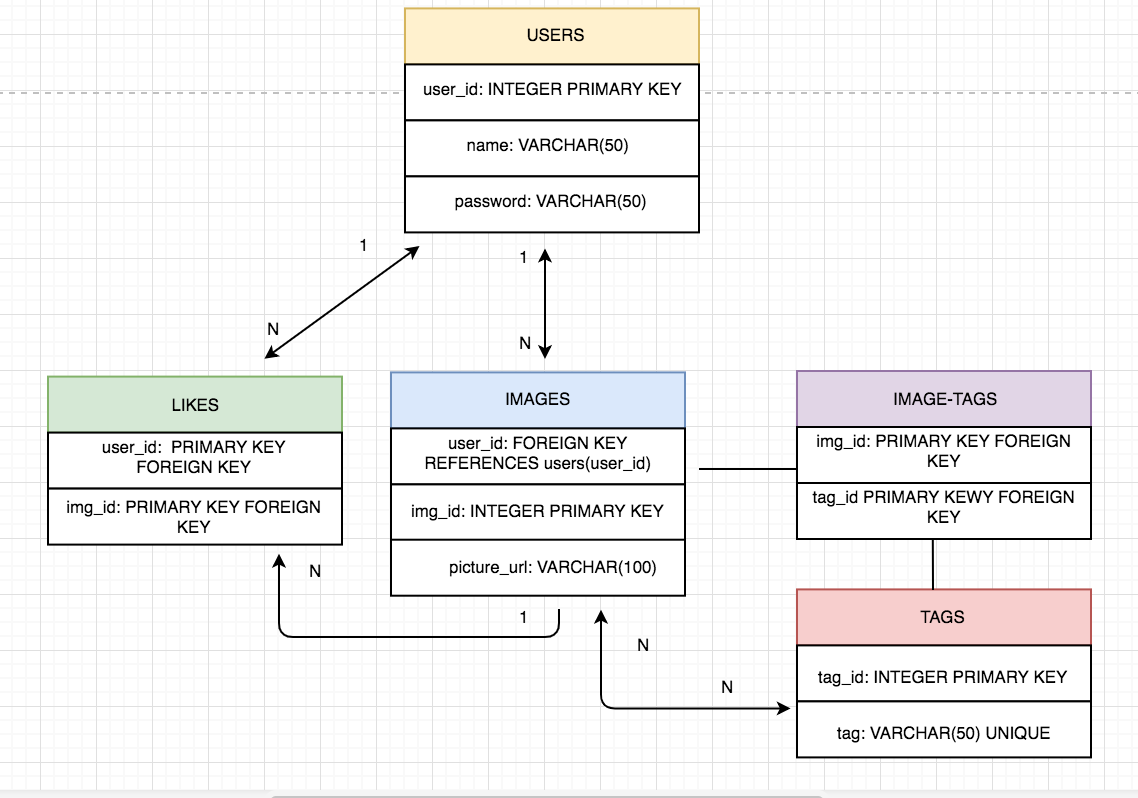 USERS
user_id: INTEGER PRIMARY KEY
name: VARCHAR(50)
password: VARCHAR(50)
1
1
N
N
LIKES
user_id: PRIMARY KEY
FOREIGN KEY
img_id: PRIMARY KEY FOREIGN
KEY
IMAGES
user_id: FOREIGN KEY
REFERENCES users(user_id)
img_id: INTEGER PRIMARY KEY
picture_url: VARCHAR(100)
IMAGE-TAGS
img_id: PRIMARY KEY FOREIGN
KEY
tag_id PRIMARY KEWY FOREIGN
KEY
N
1
N
N
TAGS
tag_id: INTEGER PRIMARY KEY
tag: VARCHAR(50) UNIQUE